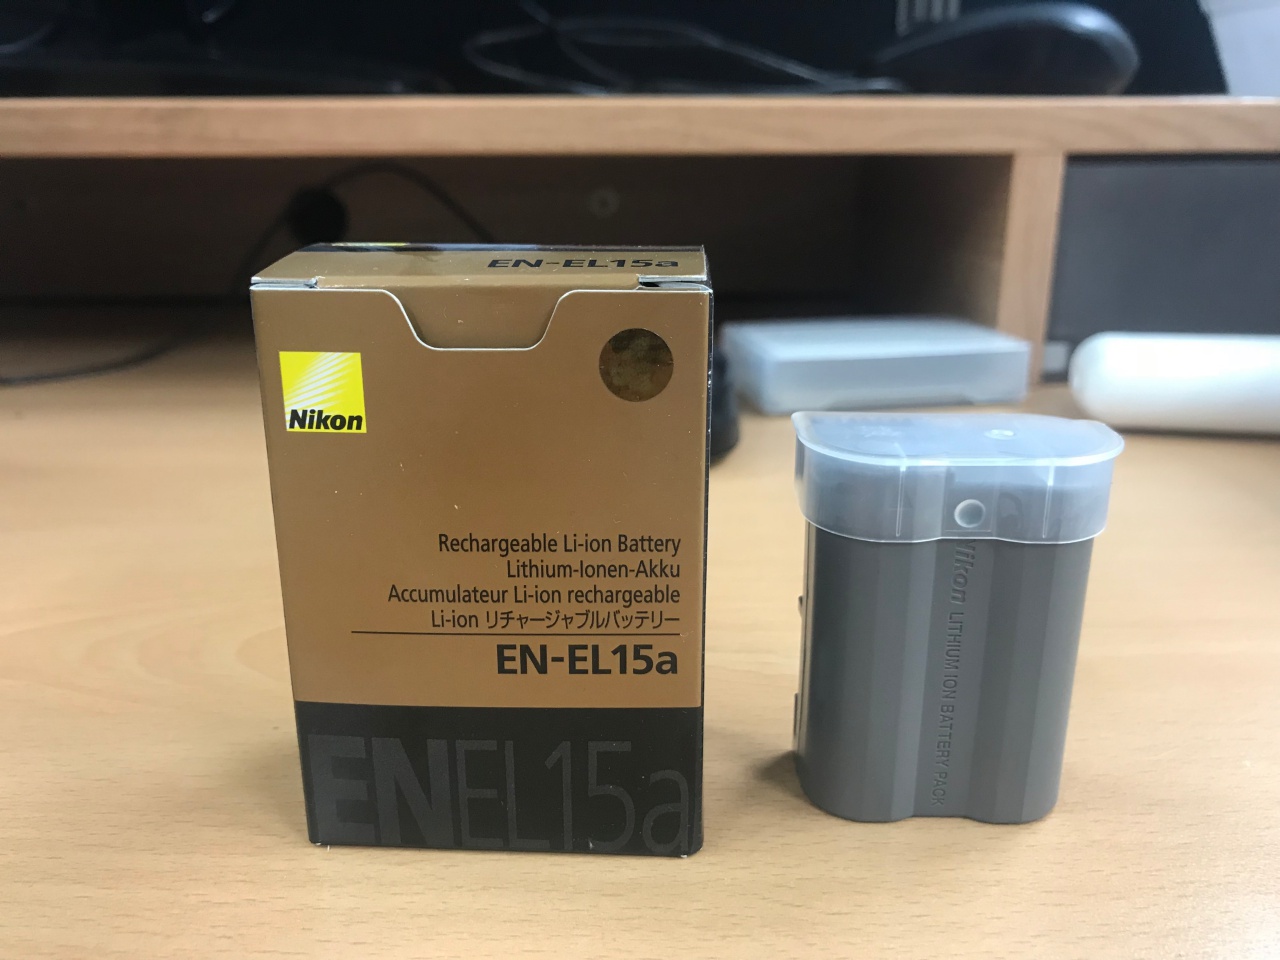 EN-EL15a
Nikon
Rechargeable Li-ion Battery
Lithium-Ionen-Akku
Accumulateur Li-ion rechargeable
Li-ion リチャージャブルバッテリー
EN-EL15a
ENEL15a
Nikon LITHIUM ION BATTERY PACK